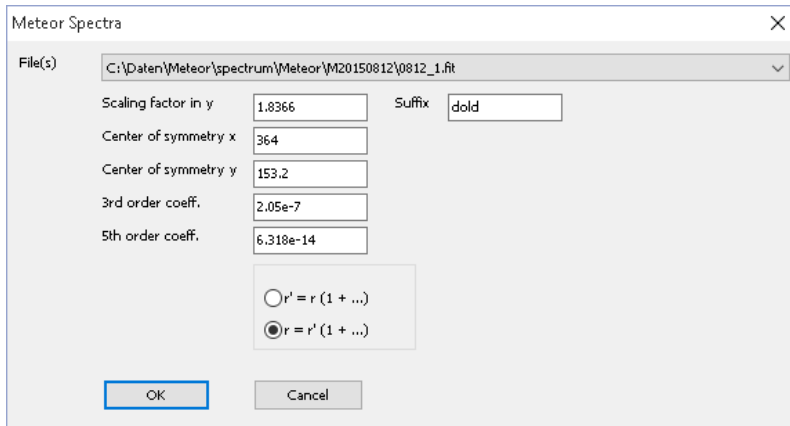 Meteor Spectra
File(s) C:\Daten\Meteor\spectrum\Meteor\M20150812\0812_1.fit
Scaling factor in y 1.8366 Suffix dold
Center of symmetry x 364
Center of symmetry y 153.2
3rd order coeff. 2.05e-7
5th order coeff. 6.318e-14
r' = r (1 + ...)
r = r' (1 + ...)
OK Cancel